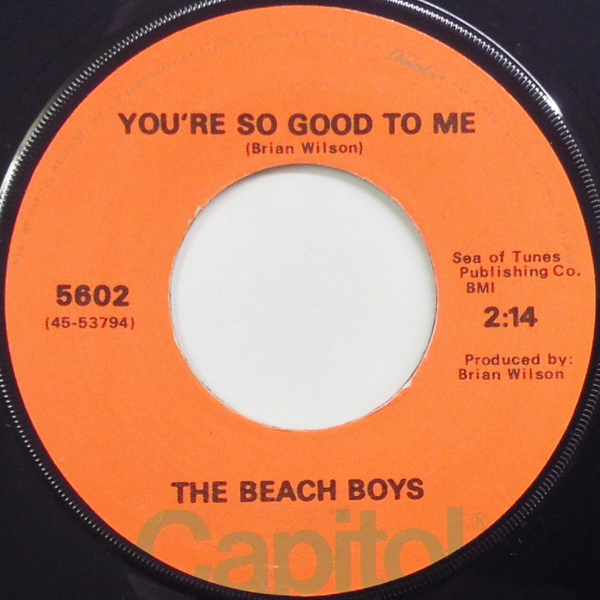 YOU'RE SO GOOD TO ME
(Brian Wilson)
Sea of Tunes
Publishing Co.
BMI
5602
(45-53794)
2:14
Produced by:
Brian Wilson
THE BEACH BOYS
Capitol®